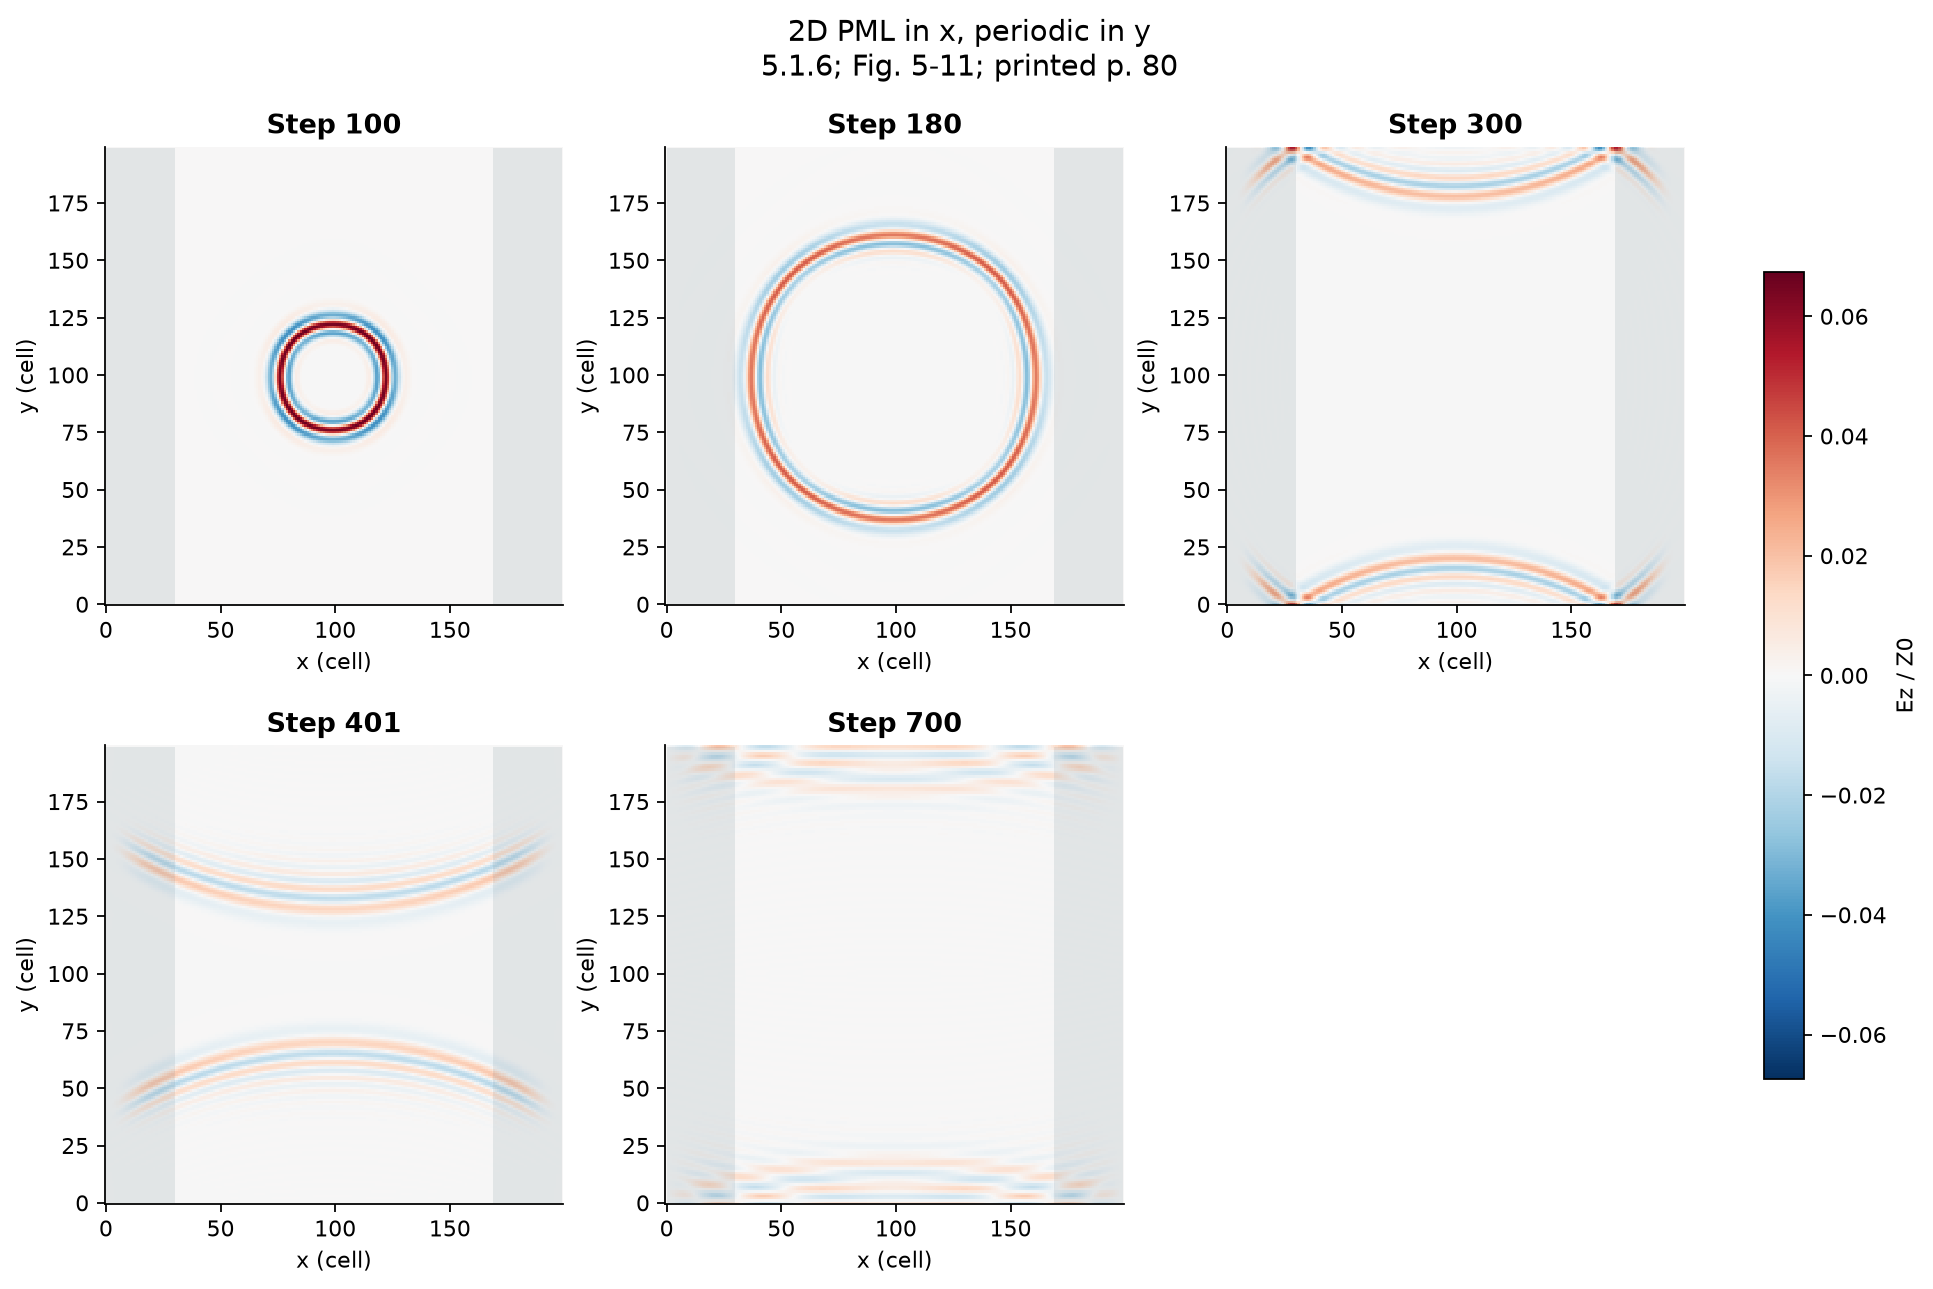 2D PML in x, periodic in y
5.1.6; Fig. 5-11; printed p. 80
Step 100
175
150
125
100
75
50
25
0
y (cell)
0 50 100 150
x (cell)
Step 180
175
150
125
100
75
50
25
0
y (cell)
0 50 100 150
x (cell)
Step 300
175
150
125
100
75
50
25
0
y (cell)
0 50 100 150
x (cell)
Step 401
175
150
125
100
75
50
25
0
y (cell)
0 50 100 150
x (cell)
Step 700
175
150
125
100
75
50
25
0
y (cell)
0 50 100 150
x (cell)
0.06
0.04
0.02
0.00
−0.02
−0.04
−0.06
Ez / Z0